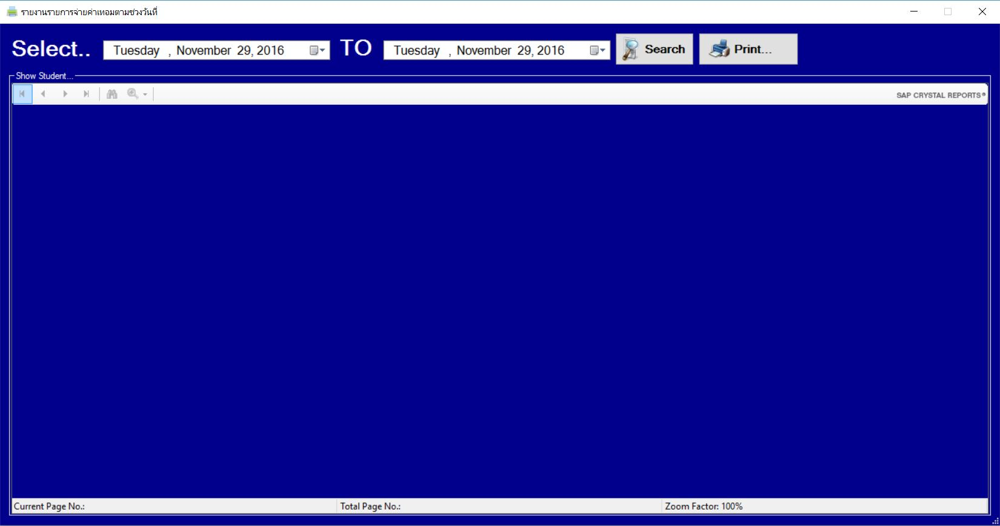 รายงานรายการจ่ายค่าเทอมตามช่วงวันที่
Select.. Tuesday , November 29, 2016 TO Tuesday , November 29, 2016 Search Print...
Show Student...
SAP CRYSTAL REPORTS®
Current Page No.: Total Page No.: Zoom Factor: 100%